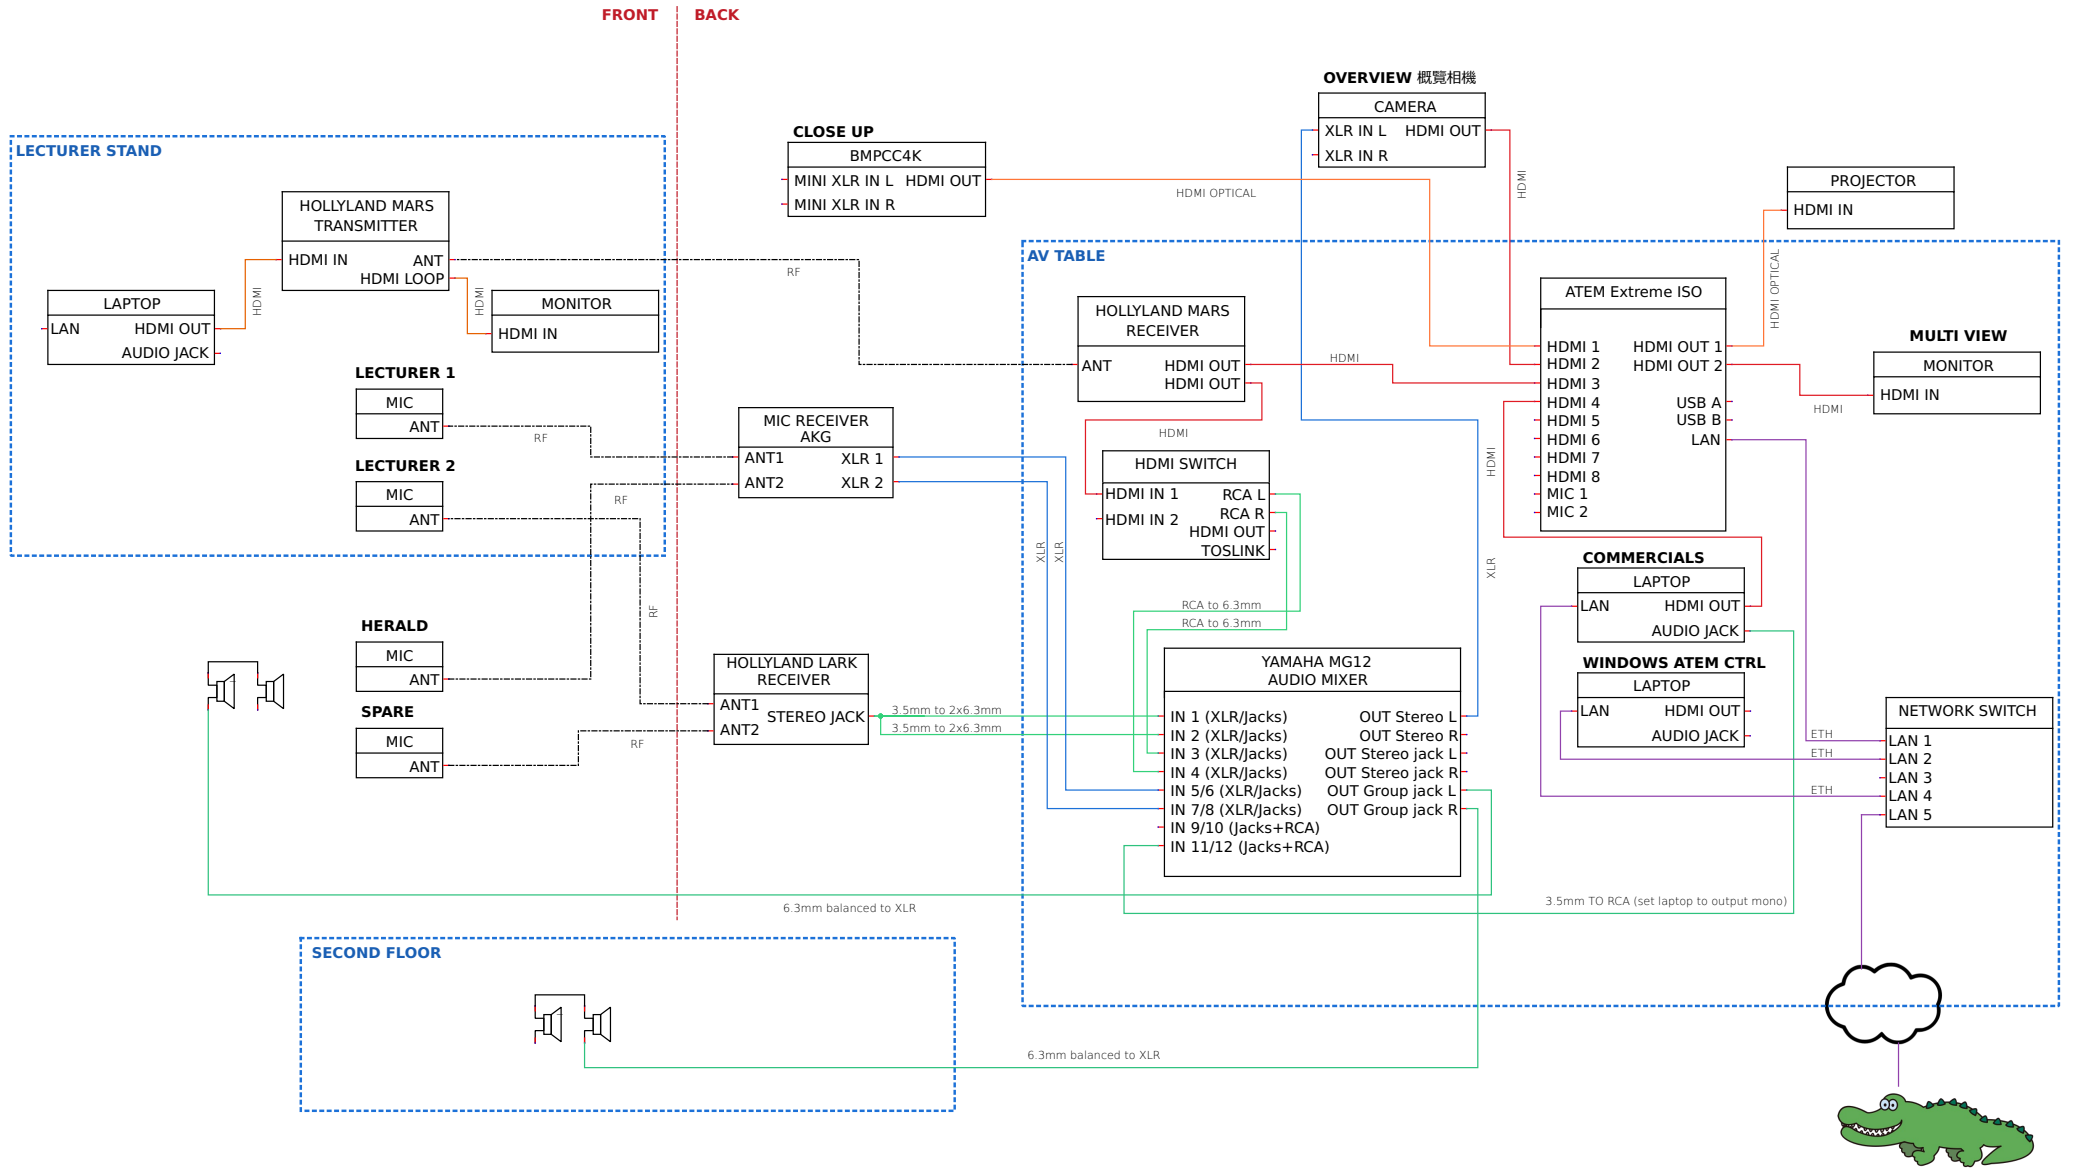 FRONT
BACK
OVERVIEW 概覽相機
CAMERA
XLR IN L
HDMI OUT
XLR IN R
CLOSE UP
BMPCC4K
MINI XLR IN L
HDMI OUT
MINI XLR IN R
HDMI OPTICAL
HDMI
PROJECTOR
HDMI IN
HDMI OPTICAL
LECTURER STAND
HOLLYLAND MARS
TRANSMITTER
HDMI IN
ANT
HDMI LOOP
HDMI
HDMI
RF
LAPTOP
LAN
HDMI OUT
AUDIO JACK
MONITOR
HDMI IN
LECTURER 1
MIC
ANT
RF
LECTURER 2
MIC
ANT
RF
RF
HERALD
MIC
ANT
SPARE
MIC
ANT
RF
MIC RECEIVER
AKG
ANT1
XLR 1
ANT2
XLR 2
HOLLYLAND LARK
RECEIVER
ANT1
STEREO JACK
ANT2
3.5mm to 2x6.3mm
3.5mm to 2x6.3mm
AV TABLE
HOLLYLAND MARS
RECEIVER
ANT
HDMI OUT
HDMI OUT
HDMI
HDMI
HDMI SWITCH
HDMI IN 1
RCA L
RCA R
HDMI IN 2
HDMI OUT
TOSLINK
XLR
XLR
XLR
HDMI
RCA to 6.3mm
RCA to 6.3mm
YAMAHA MG12
AUDIO MIXER
IN 1 (XLR/Jacks)
OUT Stereo L
IN 2 (XLR/Jacks)
OUT Stereo R
IN 3 (XLR/Jacks)
OUT Stereo jack L
IN 4 (XLR/Jacks)
OUT Stereo jack R
IN 5/6 (XLR/Jacks)
OUT Group jack L
IN 7/8 (XLR/Jacks)
OUT Group jack R
IN 9/10 (Jacks+RCA)
IN 11/12 (Jacks+RCA)
ATEM Extreme ISO
HDMI 1
HDMI OUT 1
HDMI 2
HDMI OUT 2
HDMI 3
HDMI 4
USB A
HDMI 5
USB B
HDMI 6
LAN
HDMI 7
HDMI 8
MIC 1
MIC 2
MULTI VIEW
MONITOR
HDMI IN
HDMI
COMMERCIALS
LAPTOP
LAN
HDMI OUT
AUDIO JACK
WINDOWS ATEM CTRL
LAPTOP
LAN
HDMI OUT
AUDIO JACK
NETWORK SWITCH
LAN 1
LAN 2
LAN 3
LAN 4
LAN 5
ETH
ETH
ETH
3.5mm TO RCA (set laptop to output mono)
6.3mm balanced to XLR
SECOND FLOOR
6.3mm balanced to XLR